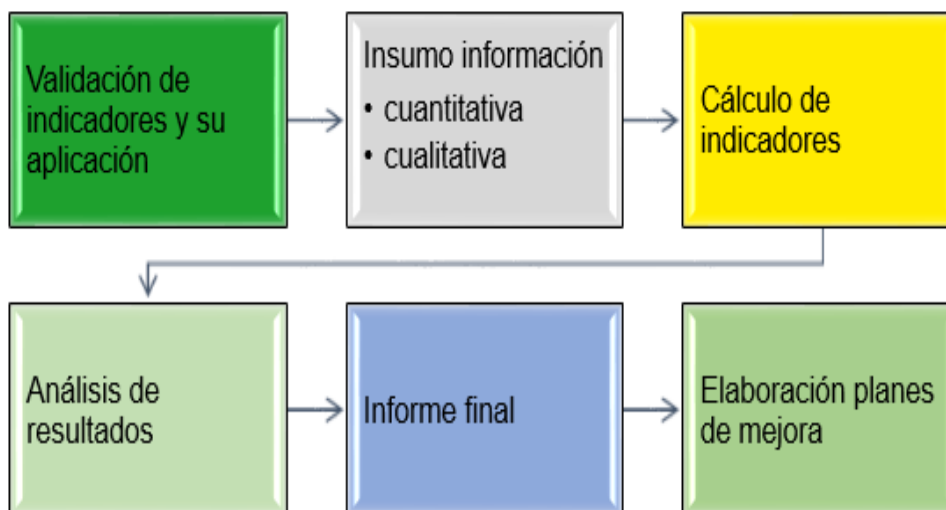 Validación de
indicadores y su
aplicación
Insumo información
• cuantitativa
• cualitativa
Cálculo de
indicadores
Análisis de
resultados
Informe final
Elaboración planes
de mejora